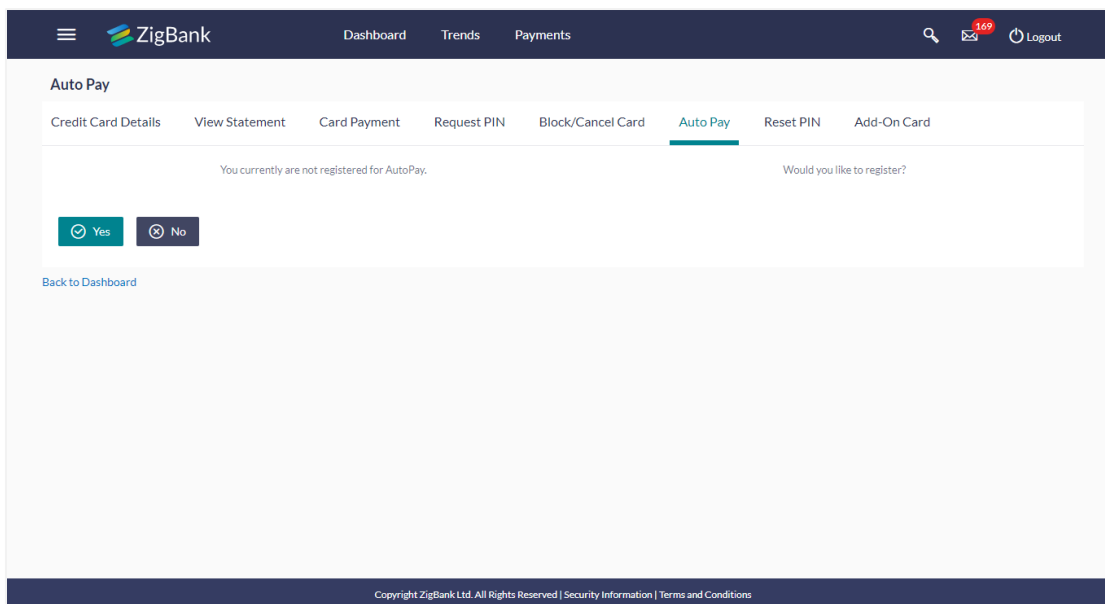 ZigBank Dashboard Trends Payments 169 Logout
Auto Pay
Credit Card Details View Statement Card Payment Request PIN Block/Cancel Card Auto Pay Reset PIN Add-On Card
You currently are not registered for AutoPay. Would you like to register?
Yes No
Back to Dashboard
Copyright ZigBank Ltd. All Rights Reserved | Security Information | Terms and Conditions